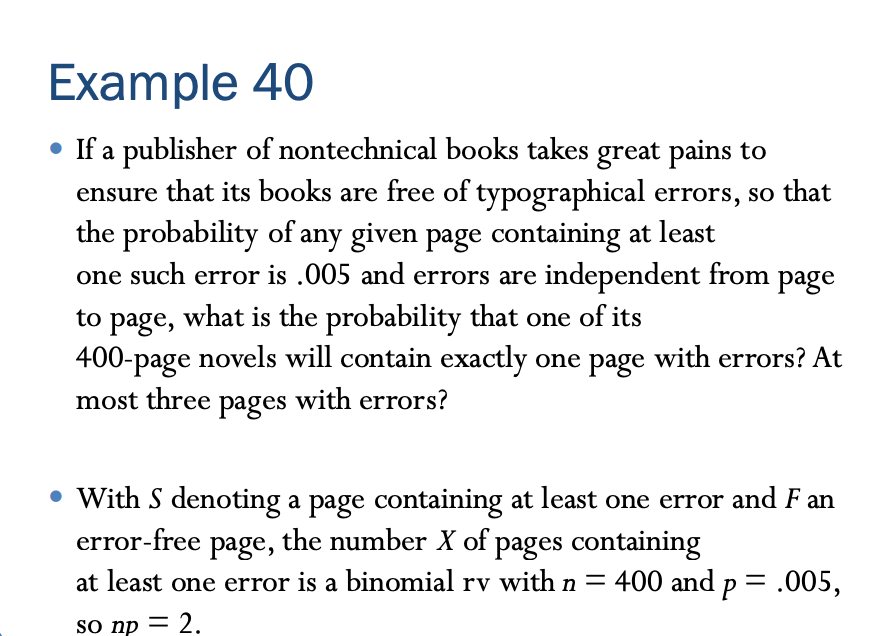 Example 40
• If a publisher of nontechnical books takes great pains to
ensure that its books are free of typographical errors, so that
the probability of any given page containing at least
one such error is .005 and errors are independent from page
to page, what is the probability that one of its
400-page novels will contain exactly one page with errors? At
most three pages with errors?
• With S denoting a page containing at least one error and F an
error-free page, the number X of pages containing
at least one error is a binomial rv with n = 400 and p = .005,
so np = 2.